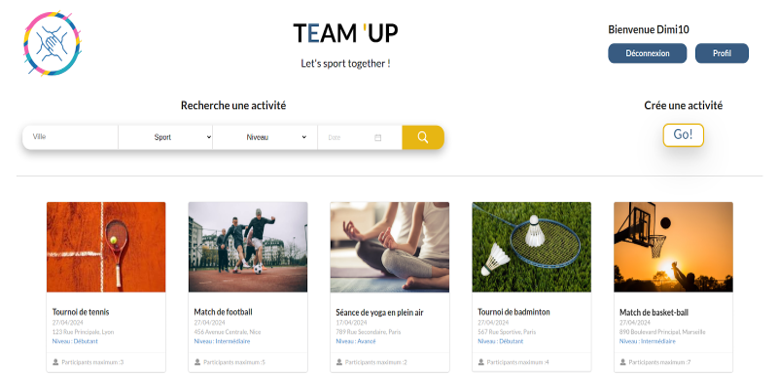 TEAM 'UP
Let's sport together !
Bienvenue Dimi10
Déconnexion
Profil
Recherche une activité
Crée une activité
Ville
Sport
Niveau
Date
Go!
Tournoi de tennis
27/04/2024
123 Rue Principale, Lyon
Niveau : Débutant
Participants maximum :3
Match de football
27/04/2024
456 Avenue Centrale, Nice
Niveau : Intermédiaire
Participants maximum :5
Séance de yoga en plein air
17/04/2024
789 Rue Secondaire, Paris
Niveau : Avancé
Participants maximum :2
Tournoi de badminton
27/04/2024
567 Rue Sportive, Paris
Niveau : Débutant
Participants maximum :4
Match de basket-ball
27/04/2024
890 Boulevard Principal, Marseille
Niveau : Intermédiaire
Participants maximum :7